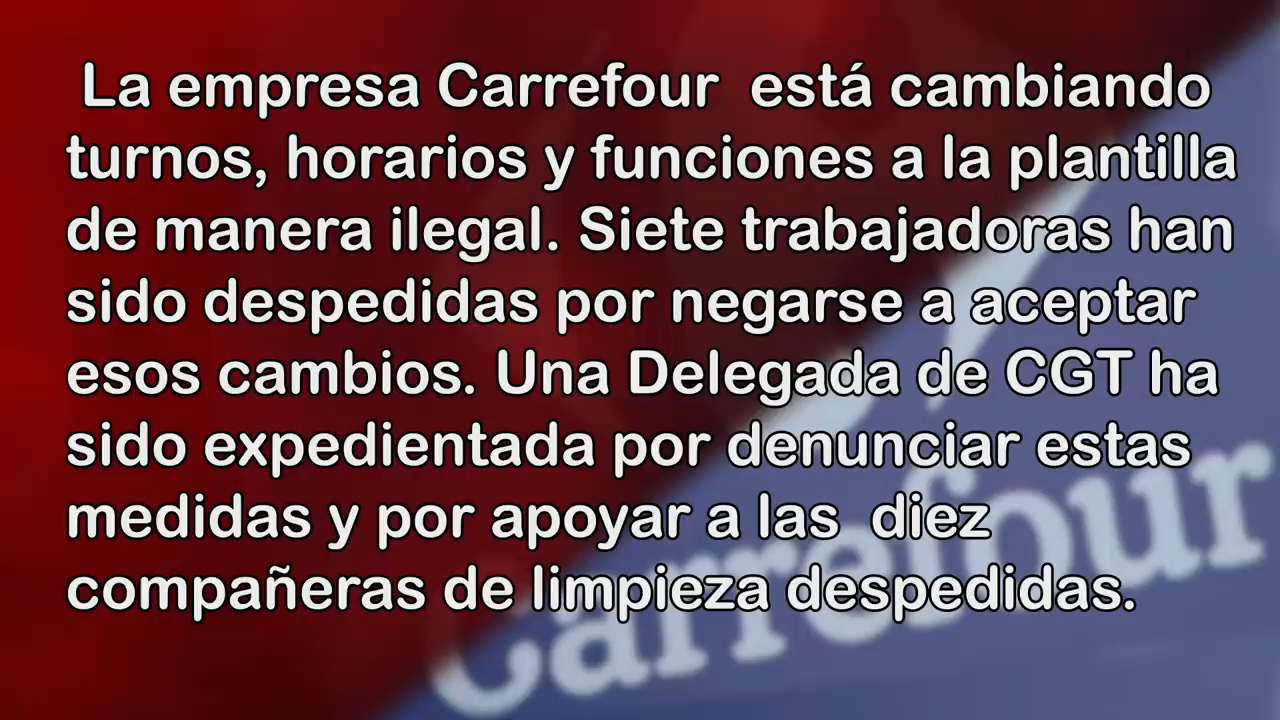 La empresa Carrefour está cambiando
turnos, horarios y funciones a la plantilla
de manera ilegal. Siete trabajadoras han
sido despedidas por negarse a aceptar
esos cambios. Una Delegada de CGT ha
sido expedientada por denunciar estas
medidas y por apoyar a las diez
compañeras de limpieza despedidas.
Carrefour